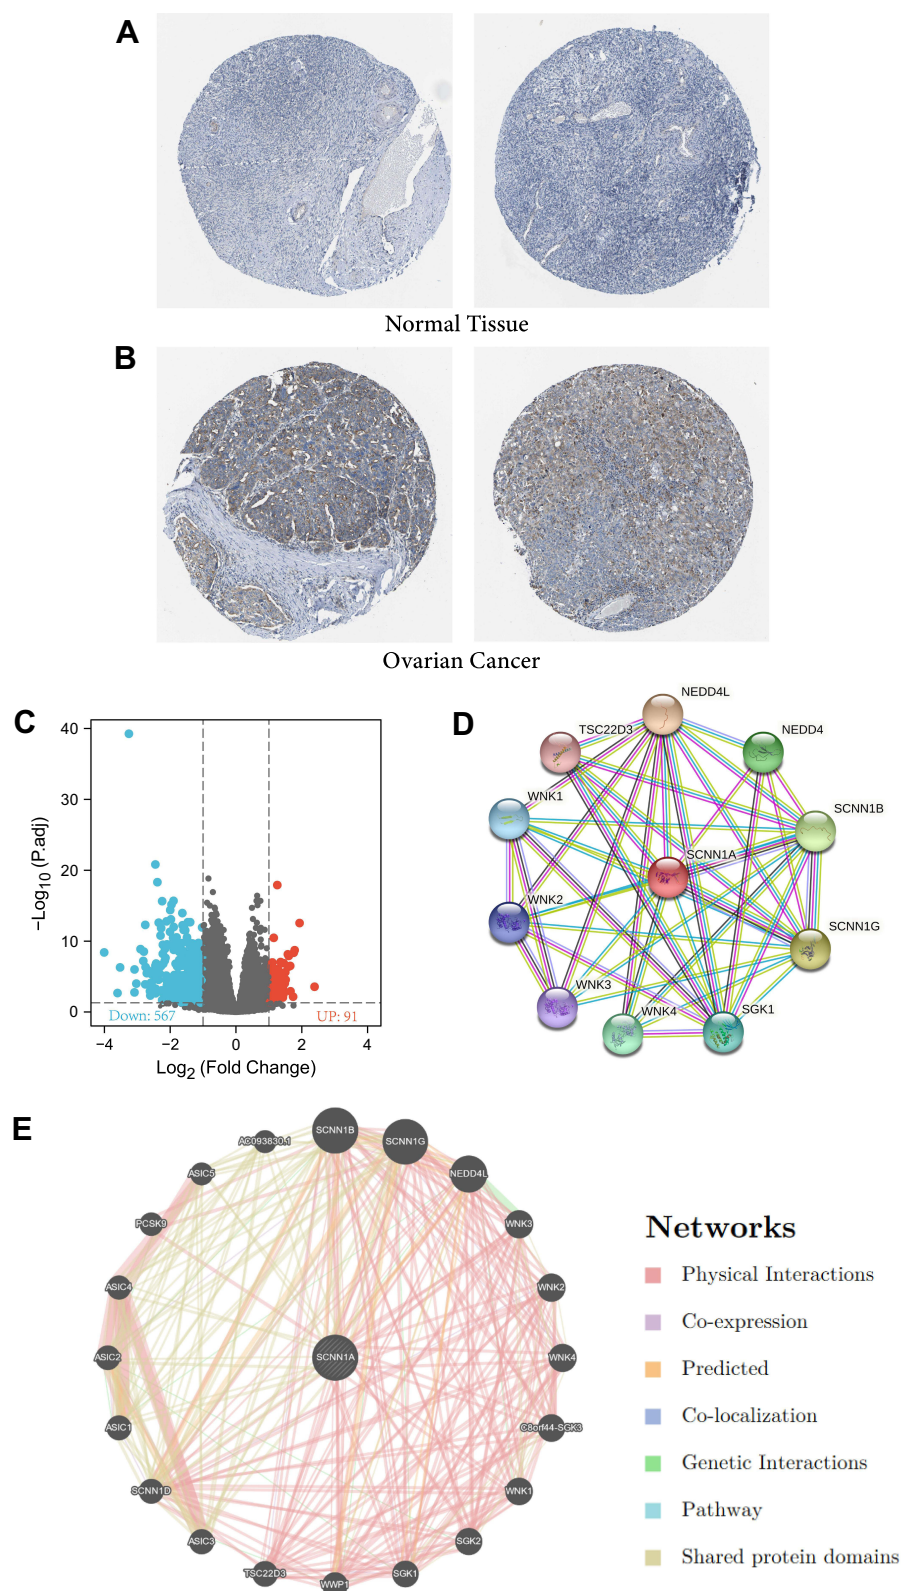 A
Normal Tissue
B
Ovarian Cancer
C
−Log10 (P.adj)
40
30
20
10
0
Down: 567
UP: 91
−4
−2
0
2
4
Log2 (Fold Change)
D
NEDD4L
TSC22D3
NEDD4
WNK1
SCNN1B
SCNN1A
WNK2
SCNN1G
WNK3
WNK4
SGK1
E
SCNN1B
SCNN1G
AC093830.1
NEDD4L
ASIC5
WNK3
PCSK9
WNK2
ASIC4
WNK4
ASIC2
SCNN1A
C8orf44-SGK3
ASIC1
WNK1
SCNN1D
SGK2
ASIC3
SGK1
TSC22D3
WWP1
Networks
Physical Interactions
Co-expression
Predicted
Co-localization
Genetic Interactions
Pathway
Shared protein domains